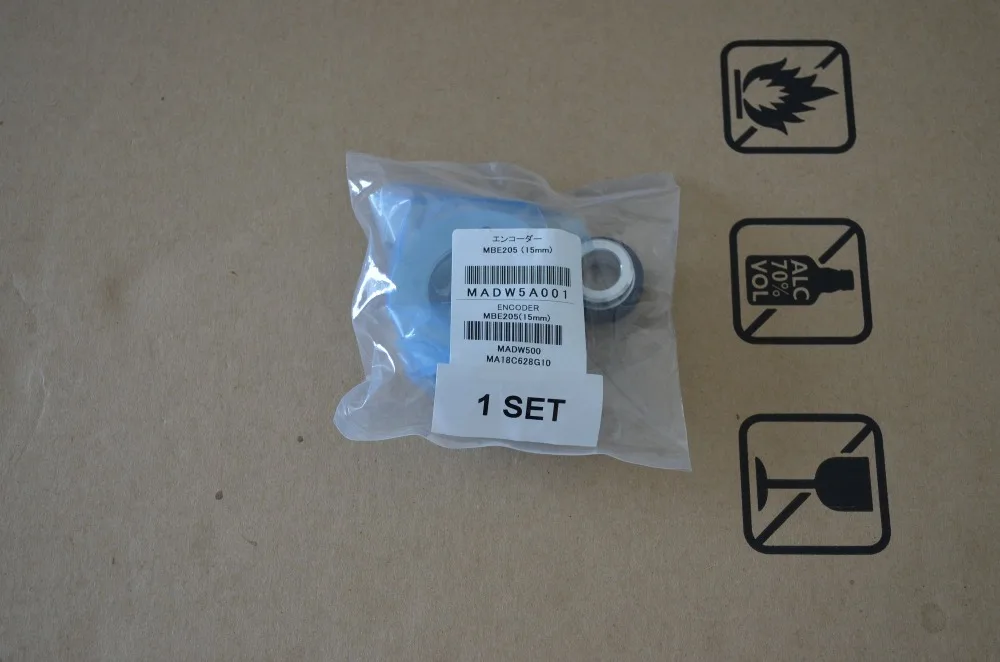 エンコーダー
MBE205 (15mm)
MADW5A001
ENCODER
MBE205(15mm)
MADW500
MA18C628G10
1 SET
ALC
70%
VOL